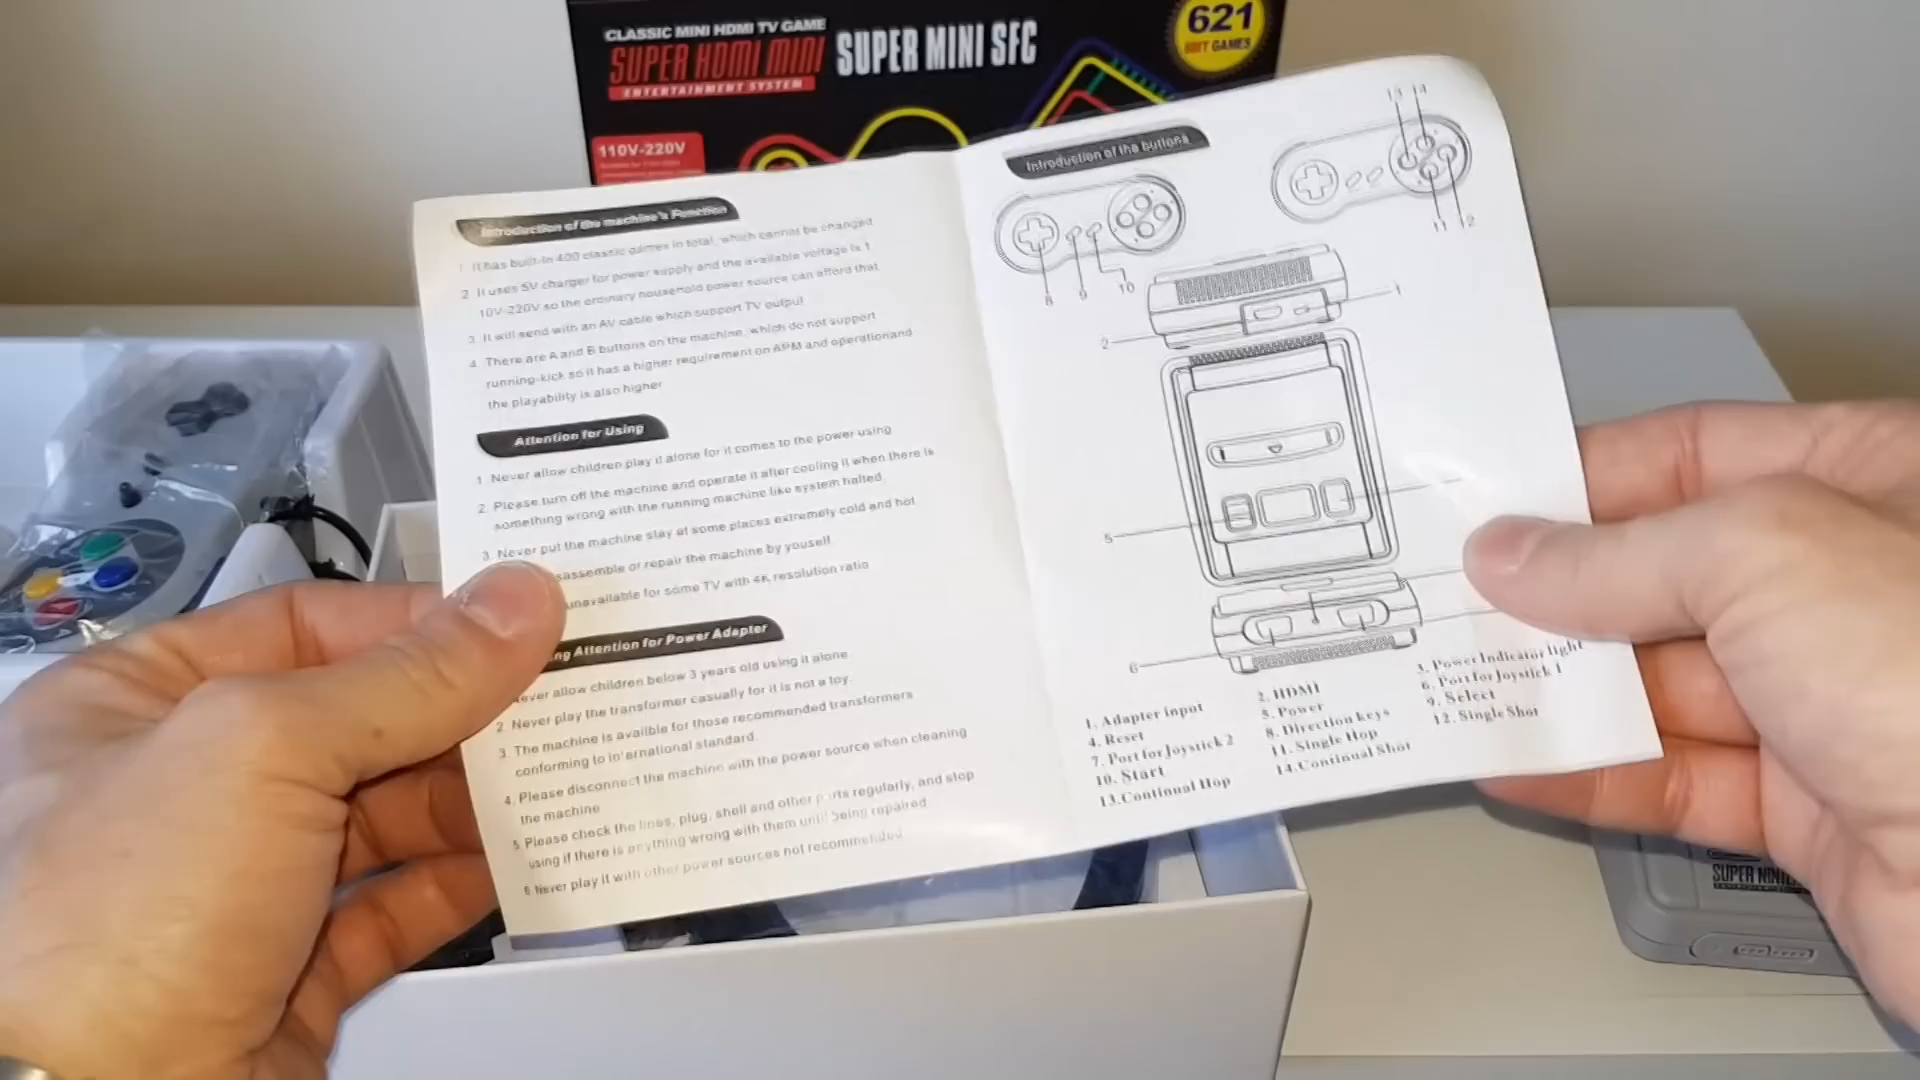 CLASSIC MINI HDMI TV GAME
SUPER HDMI MINI
ENTERTAINMENT SYSTEM
SUPER MINI SFC
621
8BIT GAMES
110V-220V
Introduction of the machine's Function
1 It has built-in 400 classic games in total, which cannot be changed
2 It uses 5V charger for power supply and the available voltage is 1
10V-220V so the ordinary household power source can afford that
3. It will send with an AV cable which support TV output
4 There are A and B buttons on the machine, which do not support
running-kick so it has a higher requirement on APM and operationand
the playability is also higher
Attention for Using
1 Never allow children play it alone for it comes to the power using
2. Please turn off the machine and operate it after cooling it when there is
something wrong with the running machine like system halted
3 Never put the machine stay at some places extremely cold and hot
sassemble or repair the machine by youself
unavailable for some TV with 4K resolution ratio
ng Attention for Power Adapter
ever allow children below 3 years old using it alone
2. Never play the transformer casually for it is not a toy.
3. The machine is availble for those recommended transformers
conforming to international standard.
4. Please disconnect the machine with the power source when cleaning
the machine
5 Please check the lines, plug, shell and other parts regularly, and stop
using if there is anything wrong with them until being repaired
6 Never play it with other power sources not recommended
Introduction of the buttons
13 14
11 12
8 9 10
1
2
5
6
1. Adapter input
2. HDMI
3. Power Indicator light
4. Reset
5. Power
6. Port for Joystick 1
7. Port for Joystick 2
8. Direction keys
9. Select
10. Start
11. Single Hop
12. Single Shot
13.Continual Hop
14.Continual Shot